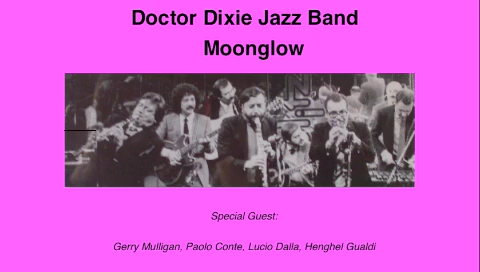 Doctor Dixie Jazz Band
Moonglow
Special Guest:
Gerry Mulligan, Paolo Conte, Lucio Dalla, Henghel Gualdi